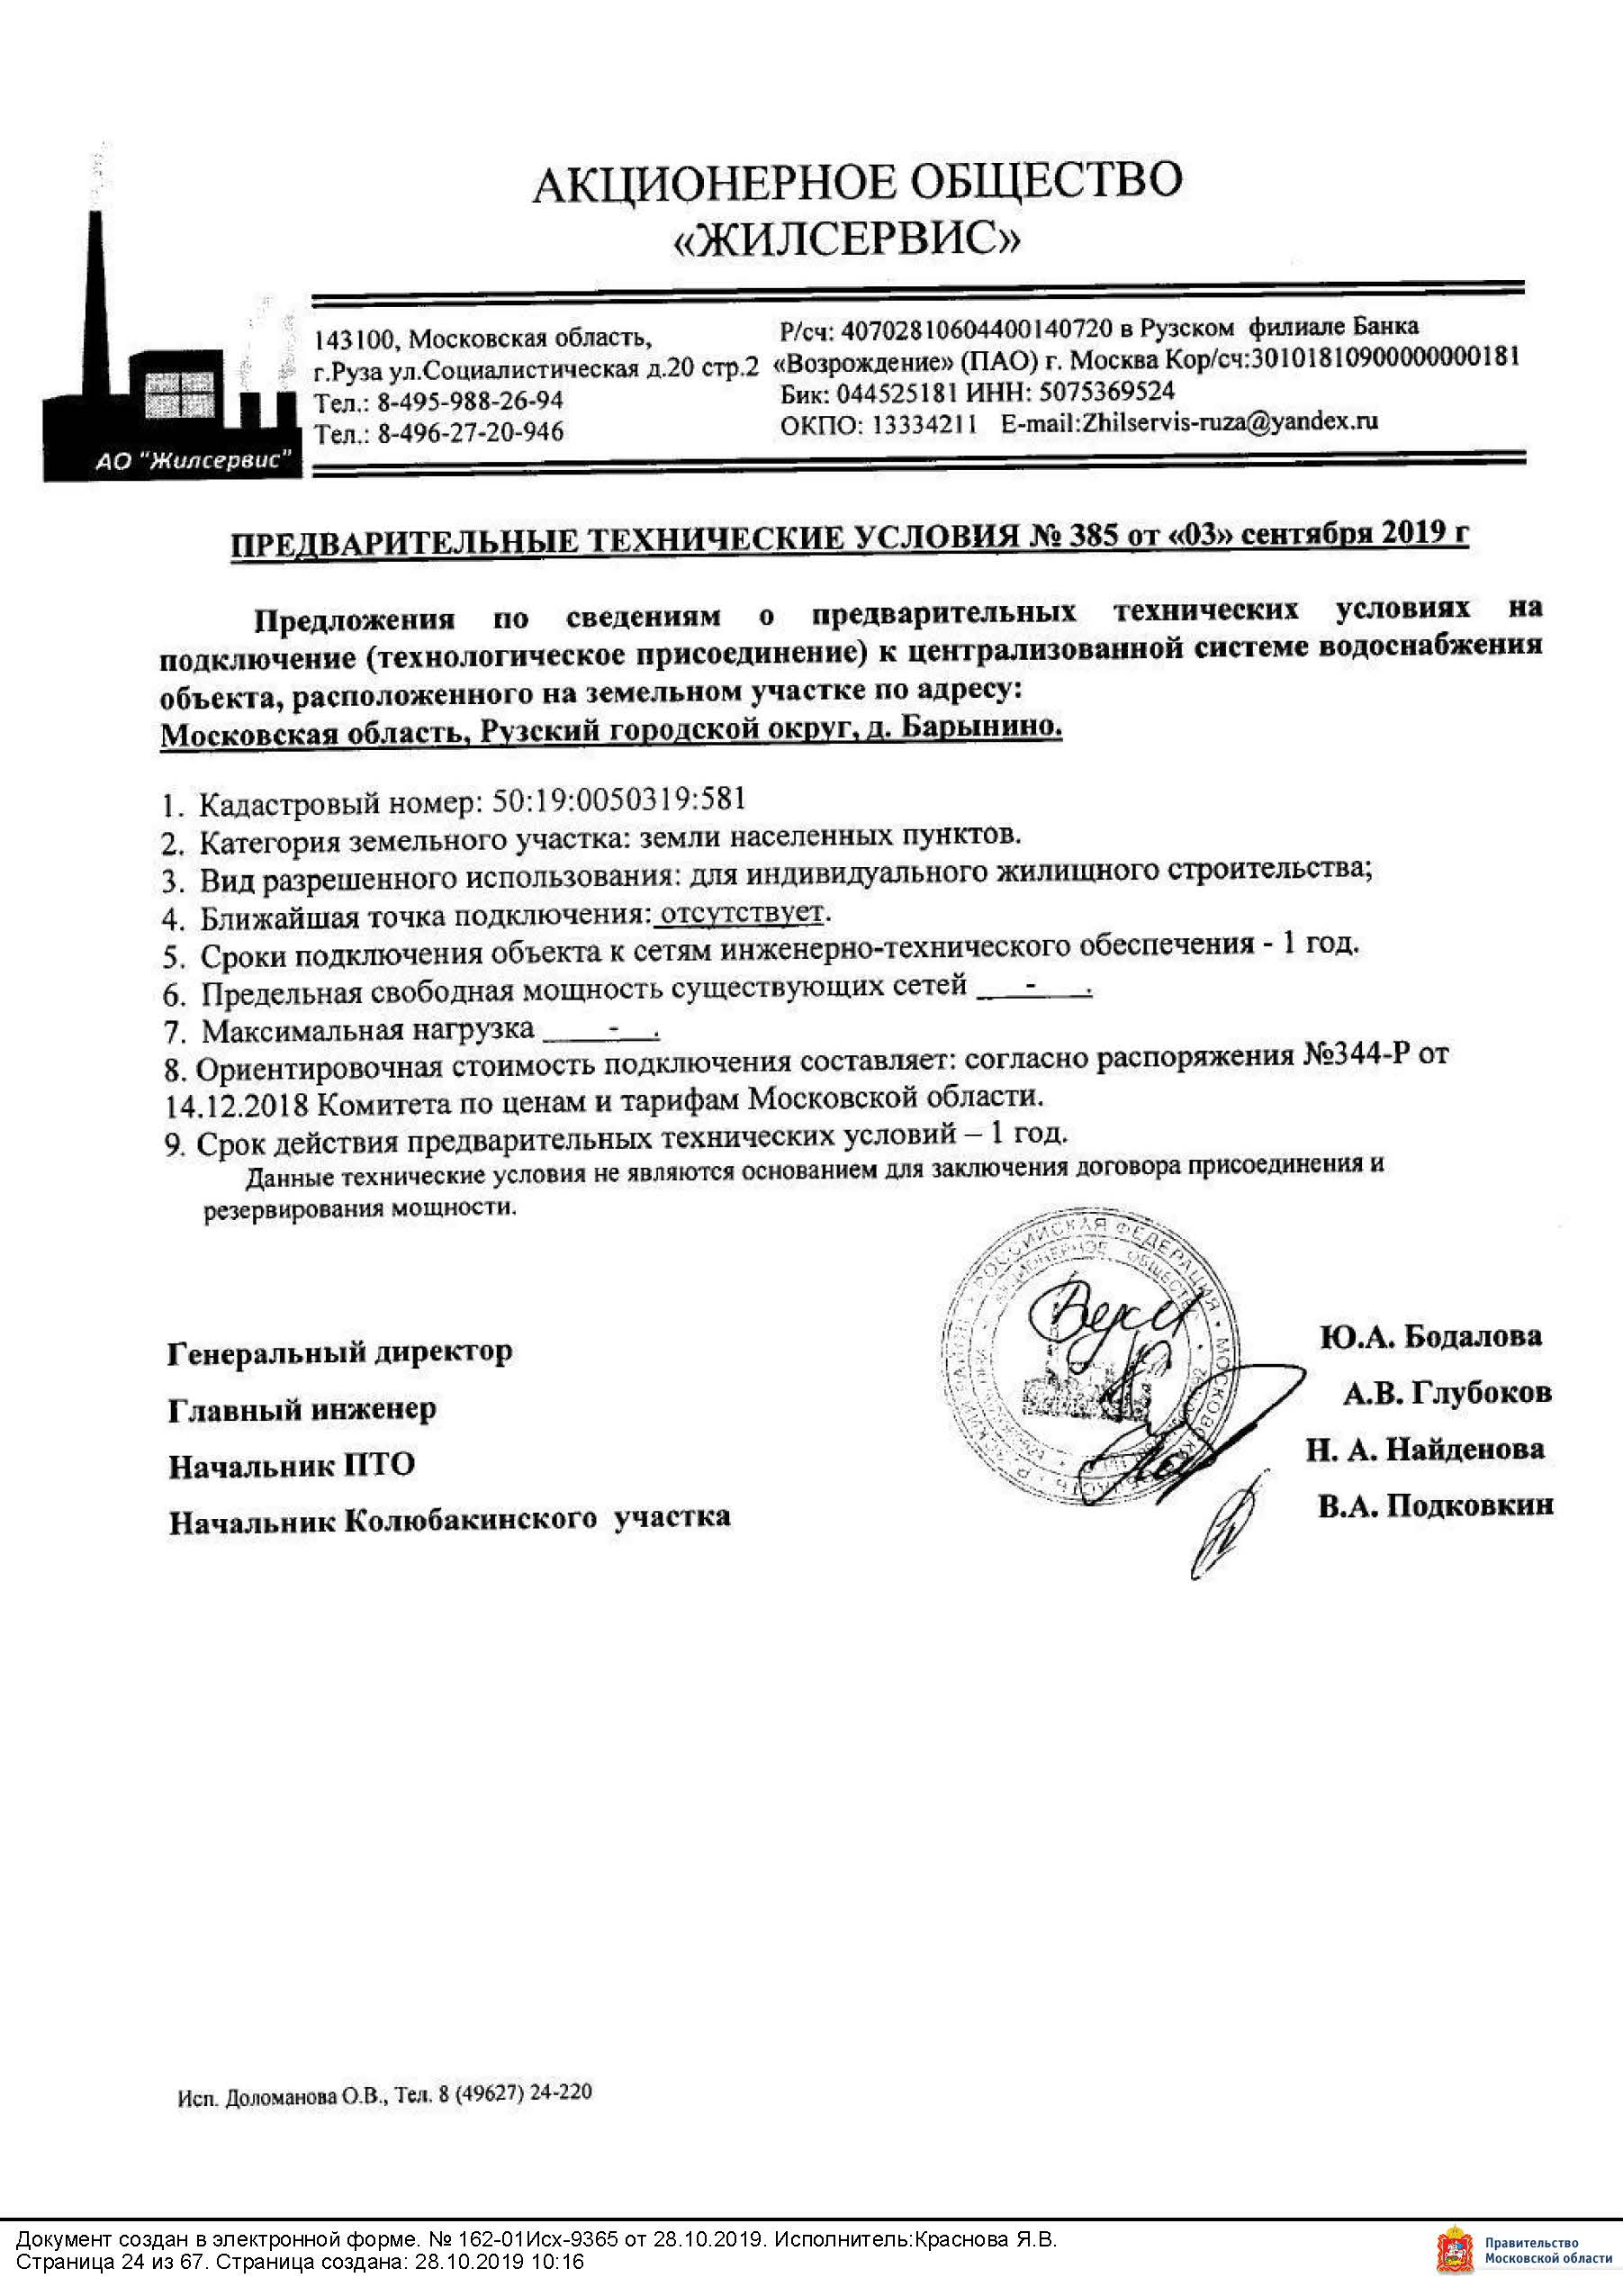 АКЦИОНЕРНОЕ ОБЩЕСТВО
«ЖИЛСЕРВИС»
143100, Московская область,
г.Руза ул.Социалистическая д.20 стр.2
Тел.: 8-495-988-26-94
Тел.: 8-496-27-20-946
Р/сч: 40702810604400140720 в Рузском филиале Банка
«Возрождение» (ПАО) г. Москва Кор/сч:30101810900000000181
Бик: 044525181 ИНН: 5075369524
ОКПО: 13334211 E-mail:Zhilservis-ruza@yandex.ru
АО "Жилсервис"
ПРЕДВАРИТЕЛЬНЫЕ ТЕХНИЧЕСКИЕ УСЛОВИЯ № 385 от «03» сентября 2019 г
Предложения по сведениям о предварительных технических условиях на
подключение (технологическое присоединение) к централизованной системе водоснабжения
объекта, расположенного на земельном участке по адресу:
Московская область, Рузский городской округ, д. Барынино.
1. Кадастровый номер: 50:19:0050319:581
2. Категория земельного участка: земли населенных пунктов.
3. Вид разрешенного использования: для индивидуального жилищного строительства;
4. Ближайшая точка подключения: отсутствует.
5. Сроки подключения объекта к сетям инженерно-технического обеспечения - 1 год.
6. Предельная свободная мощность существующих сетей ___-___.
7. Максимальная нагрузка ____-__.
8. Ориентировочная стоимость подключения составляет: согласно распоряжения №344-Р от
14.12.2018 Комитета по ценам и тарифам Московской области.
9. Срок действия предварительных технических условий – 1 год.
Данные технические условия не являются основанием для заключения договора присоединения и
резервирования мощности.
РОССИЙСКАЯ ФЕДЕРАЦИЯ • МОСКОВСКАЯ ОБЛАСТЬ
АКЦИОНЕРНОЕ ОБЩЕСТВО
Генеральный директор Ю.А. Бодалова
Главный инженер А.В. Глубоков
Начальник ПТО Н. А. Найденова
Начальник Колюбакинского участка В.А. Подковкин
Исп. Доломанова О.В., Тел. 8 (49627) 24-220
Документ создан в электронной форме. № 162-01Исх-9365 от 28.10.2019. Исполнитель:Краснова Я.В.
Страница 24 из 67. Страница создана: 28.10.2019 10:16
Правительство
Московской области